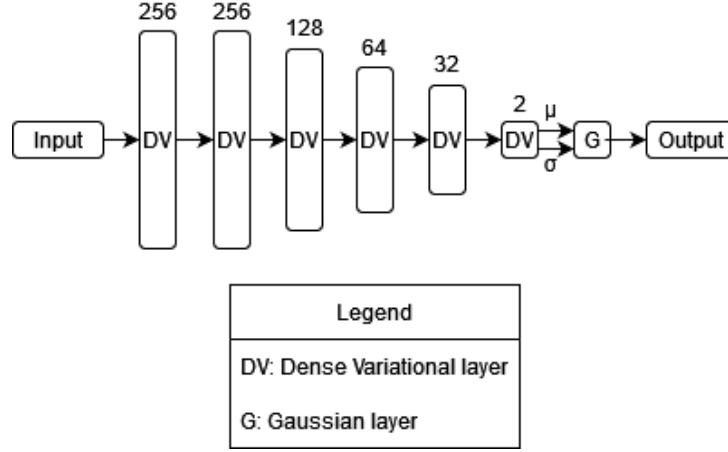 256 256 128 64 32 2 μ
Input DV DV DV DV DV DV G Output
σ
Legend
DV: Dense Variational layer
G: Gaussian layer